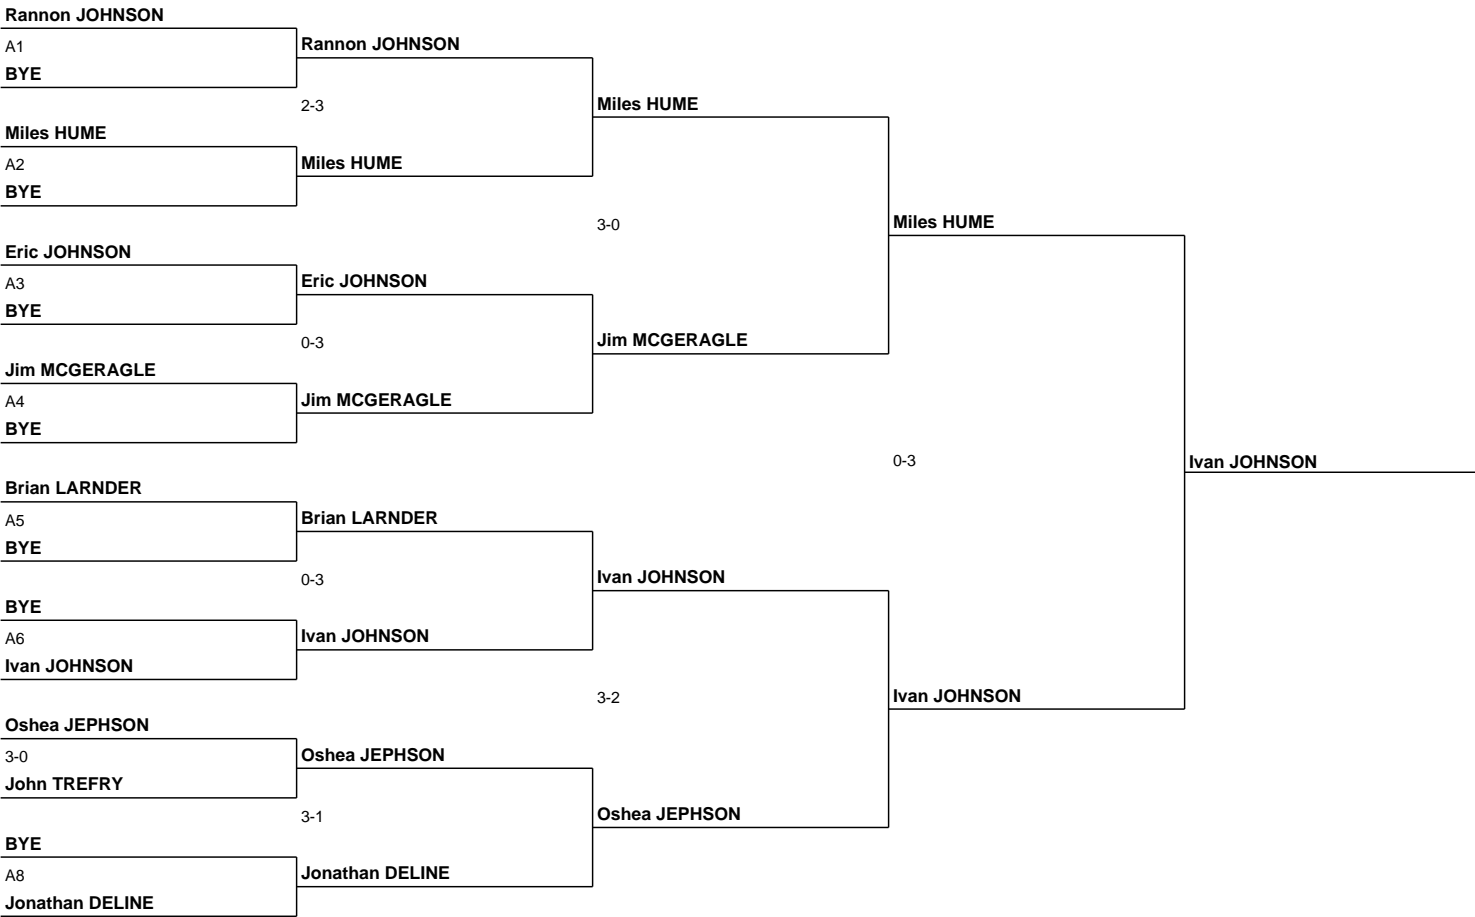 Rannon JOHNSON
A1
BYE
Miles HUME
A2
BYE
Eric JOHNSON
A3
BYE
Jim MCGERAGLE
A4
BYE
Brian LARNDER
A5
BYE
BYE
A6
Ivan JOHNSON
Oshea JEPHSON
3-0
John TREFRY
BYE
A8
Jonathan DELINE
Rannon JOHNSON
2-3
Miles HUME
Eric JOHNSON
0-3
Jim MCGERAGLE
Brian LARNDER
0-3
Ivan JOHNSON
Oshea JEPHSON
3-1
Jonathan DELINE
Miles HUME
3-0
Jim MCGERAGLE
Ivan JOHNSON
3-2
Oshea JEPHSON
Miles HUME
0-3
Ivan JOHNSON
Ivan JOHNSON